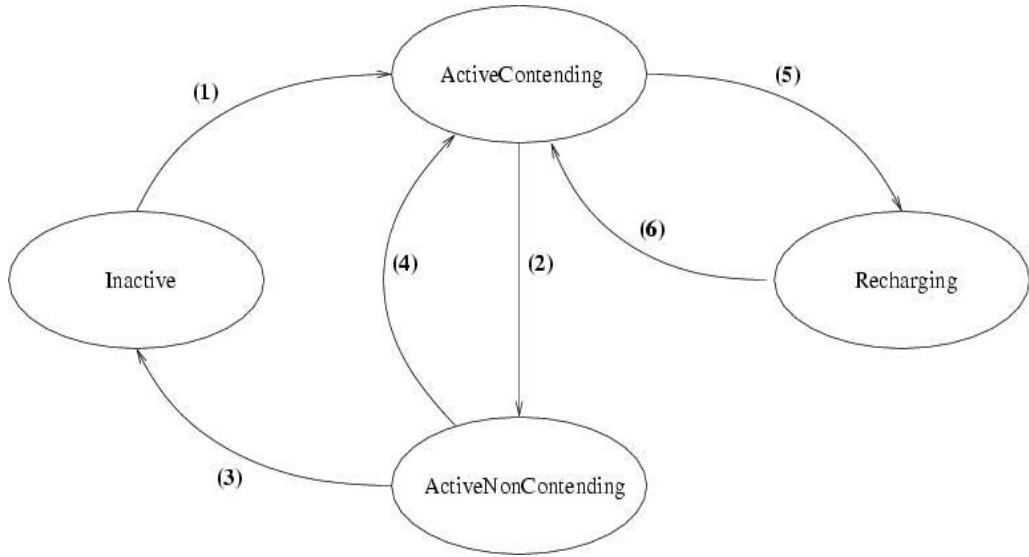 ActiveContending
(5)
(1)
(6)
(4)
(2)
Inactive
Recharging
(3)
ActiveNonContending